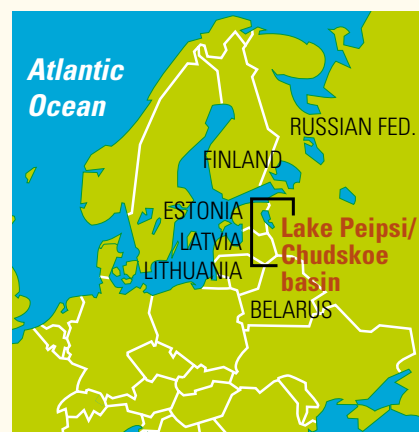 Atlantic
Ocean
RUSSIAN FED.
FINLAND
ESTONIA
LATVIA
LITHUANIA
Lake Peipsi/
Chudskoe
basin
BELARUS